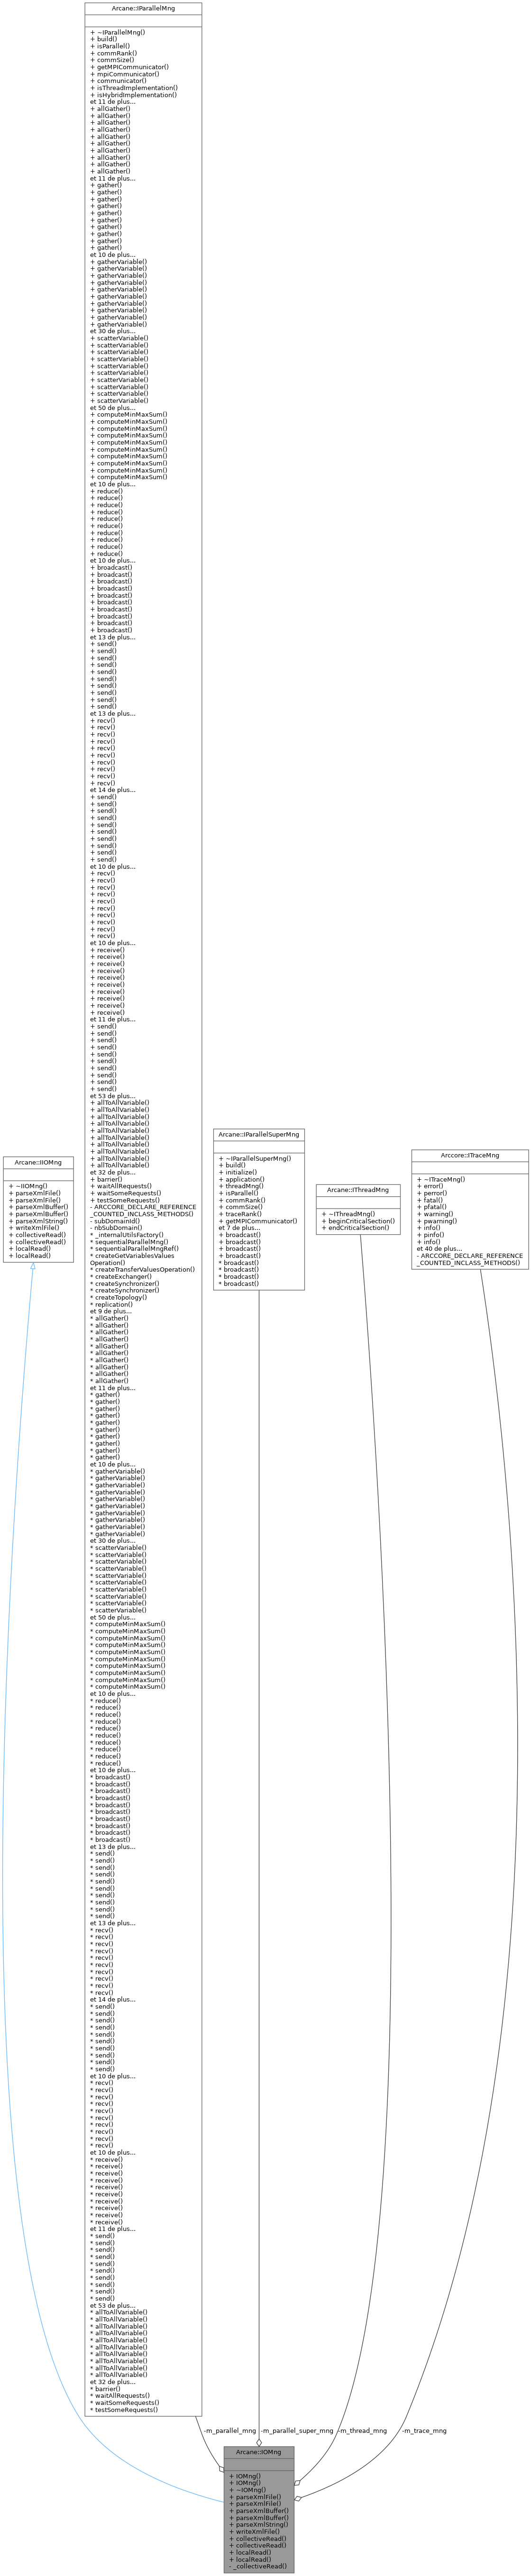 Arcane::IParallelMng
+ ~IParallelMng()
+ build()
+ isParallel()
+ commRank()
+ commSize()
+ getMPICommunicator()
+ mpiCommunicator()
+ communicator()
+ isThreadImplementation()
+ isHybridImplementation()
et 11 de plus...
+ allGather()
+ allGather()
+ allGather()
+ allGather()
+ allGather()
+ allGather()
+ allGather()
+ allGather()
+ allGather()
+ allGather()
et 11 de plus...
+ gather()
+ gather()
+ gather()
+ gather()
+ gather()
+ gather()
+ gather()
+ gather()
+ gather()
+ gather()
et 10 de plus...
+ gatherVariable()
+ gatherVariable()
+ gatherVariable()
+ gatherVariable()
+ gatherVariable()
+ gatherVariable()
+ gatherVariable()
+ gatherVariable()
+ gatherVariable()
+ gatherVariable()
et 30 de plus...
+ scatterVariable()
+ scatterVariable()
+ scatterVariable()
+ scatterVariable()
+ scatterVariable()
+ scatterVariable()
+ scatterVariable()
+ scatterVariable()
+ scatterVariable()
+ scatterVariable()
et 50 de plus...
+ computeMinMaxSum()
+ computeMinMaxSum()
+ computeMinMaxSum()
+ computeMinMaxSum()
+ computeMinMaxSum()
+ computeMinMaxSum()
+ computeMinMaxSum()
+ computeMinMaxSum()
+ computeMinMaxSum()
+ computeMinMaxSum()
et 10 de plus...
+ reduce()
+ reduce()
+ reduce()
+ reduce()
+ reduce()
+ reduce()
+ reduce()
+ reduce()
+ reduce()
+ reduce()
et 10 de plus...
+ broadcast()
+ broadcast()
+ broadcast()
+ broadcast()
+ broadcast()
+ broadcast()
+ broadcast()
+ broadcast()
+ broadcast()
+ broadcast()
et 13 de plus...
+ send()
+ send()
+ send()
+ send()
+ send()
+ send()
+ send()
+ send()
+ send()
+ send()
et 13 de plus...
+ recv()
+ recv()
+ recv()
+ recv()
+ recv()
+ recv()
+ recv()
+ recv()
+ recv()
+ recv()
et 14 de plus...
+ send()
+ send()
+ send()
+ send()
+ send()
+ send()
+ send()
+ send()
+ send()
+ send()
et 10 de plus...
+ recv()
+ recv()
+ recv()
+ recv()
+ recv()
+ recv()
+ recv()
+ recv()
+ recv()
+ recv()
et 10 de plus...
+ receive()
+ receive()
+ receive()
+ receive()
+ receive()
+ receive()
+ receive()
+ receive()
+ receive()
+ receive()
et 11 de plus...
+ send()
+ send()
+ send()
+ send()
+ send()
+ send()
+ send()
+ send()
+ send()
+ send()
et 53 de plus...
+ allToAllVariable()
+ allToAllVariable()
+ allToAllVariable()
+ allToAllVariable()
+ allToAllVariable()
+ allToAllVariable()
+ allToAllVariable()
+ allToAllVariable()
+ allToAllVariable()
+ allToAllVariable()
et 32 de plus...
+ barrier()
+ waitAllRequests()
+ waitSomeRequests()
+ testSomeRequests()
- ARCCORE_DECLARE_REFERENCE
_COUNTED_INCLASS_METHODS()
- subDomainId()
- nbSubDomain()
* _internalUtilsFactory()
* sequentialParallelMng()
* sequentialParallelMngRef()
* createGetVariablesValues
Operation()
* createTransferValuesOperation()
* createExchanger()
* createSynchronizer()
* createSynchronizer()
* createTopology()
* replication()
et 9 de plus...
* allGather()
* allGather()
* allGather()
* allGather()
* allGather()
* allGather()
* allGather()
* allGather()
* allGather()
* allGather()
et 11 de plus...
* gather()
* gather()
* gather()
* gather()
* gather()
* gather()
* gather()
* gather()
* gather()
* gather()
et 10 de plus...
* gatherVariable()
* gatherVariable()
* gatherVariable()
* gatherVariable()
* gatherVariable()
* gatherVariable()
* gatherVariable()
* gatherVariable()
* gatherVariable()
* gatherVariable()
et 30 de plus...
* scatterVariable()
* scatterVariable()
* scatterVariable()
* scatterVariable()
* scatterVariable()
* scatterVariable()
* scatterVariable()
* scatterVariable()
* scatterVariable()
* scatterVariable()
et 50 de plus...
* computeMinMaxSum()
* computeMinMaxSum()
* computeMinMaxSum()
* computeMinMaxSum()
* computeMinMaxSum()
* computeMinMaxSum()
* computeMinMaxSum()
* computeMinMaxSum()
* computeMinMaxSum()
* computeMinMaxSum()
et 10 de plus...
* reduce()
* reduce()
* reduce()
* reduce()
* reduce()
* reduce()
* reduce()
* reduce()
* reduce()
* reduce()
et 10 de plus...
* broadcast()
* broadcast()
* broadcast()
* broadcast()
* broadcast()
* broadcast()
* broadcast()
* broadcast()
* broadcast()
* broadcast()
et 13 de plus...
* send()
* send()
* send()
* send()
* send()
* send()
* send()
* send()
* send()
* send()
et 13 de plus...
* recv()
* recv()
* recv()
* recv()
* recv()
* recv()
* recv()
* recv()
* recv()
* recv()
et 14 de plus...
* send()
* send()
* send()
* send()
* send()
* send()
* send()
* send()
* send()
* send()
et 10 de plus...
* recv()
* recv()
* recv()
* recv()
* recv()
* recv()
* recv()
* recv()
* recv()
* recv()
et 10 de plus...
* receive()
* receive()
* receive()
* receive()
* receive()
* receive()
* receive()
* receive()
* receive()
* receive()
et 11 de plus...
* send()
* send()
* send()
* send()
* send()
* send()
* send()
* send()
* send()
* send()
et 53 de plus...
* allToAllVariable()
* allToAllVariable()
* allToAllVariable()
* allToAllVariable()
* allToAllVariable()
* allToAllVariable()
* allToAllVariable()
* allToAllVariable()
* allToAllVariable()
* allToAllVariable()
et 32 de plus...
* barrier()
* waitAllRequests()
* waitSomeRequests()
* testSomeRequests()
Arcane::IIOMng
+ ~IIOMng()
+ parseXmlFile()
+ parseXmlFile()
+ parseXmlBuffer()
+ parseXmlBuffer()
+ parseXmlString()
+ writeXmlFile()
+ collectiveRead()
+ collectiveRead()
+ localRead()
+ localRead()
Arcane::IParallelSuperMng
+ ~IParallelSuperMng()
+ build()
+ initialize()
+ application()
+ threadMng()
+ isParallel()
+ commRank()
+ commSize()
+ traceRank()
+ getMPICommunicator()
et 7 de plus...
+ broadcast()
+ broadcast()
+ broadcast()
+ broadcast()
* broadcast()
* broadcast()
* broadcast()
* broadcast()
Arcane::IThreadMng
+ ~IThreadMng()
+ beginCriticalSection()
+ endCriticalSection()
Arccore::ITraceMng
+ ~ITraceMng()
+ error()
+ perror()
+ fatal()
+ pfatal()
+ warning()
+ pwarning()
+ info()
+ pinfo()
+ info()
et 40 de plus...
- ARCCORE_DECLARE_REFERENCE
_COUNTED_INCLASS_METHODS()
-m_parallel_mng
-m_parallel_super_mng
-m_thread_mng
-m_trace_mng
Arcane::IOMng
+ IOMng()
+ IOMng()
+ ~IOMng()
+ parseXmlFile()
+ parseXmlFile()
+ parseXmlBuffer()
+ parseXmlBuffer()
+ parseXmlString()
+ writeXmlFile()
+ collectiveRead()
+ collectiveRead()
+ localRead()
+ localRead()
- _collectiveRead()